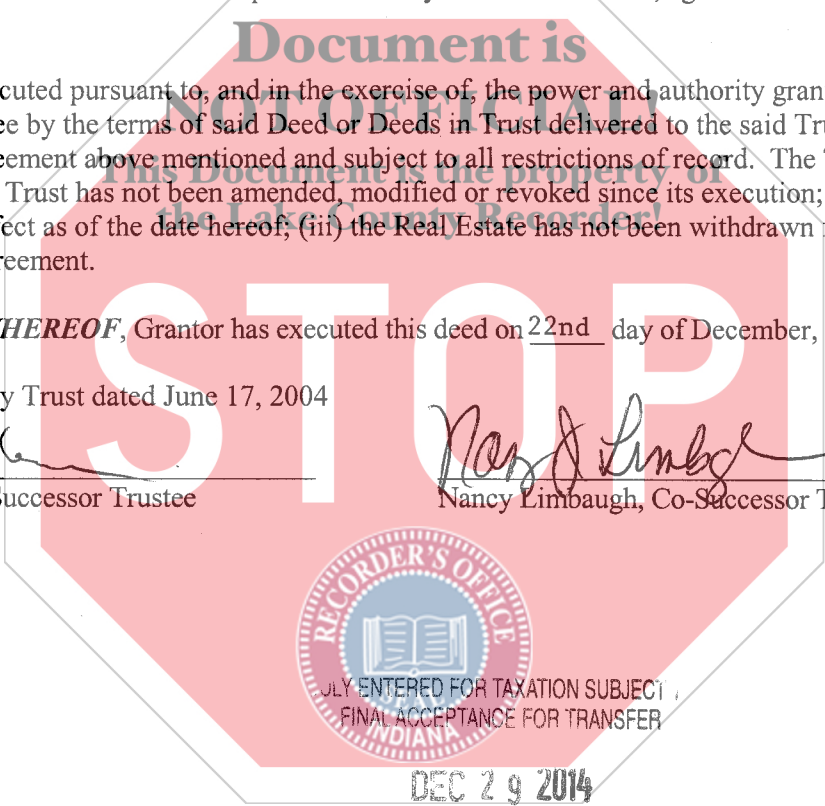 Document is
NOT OFFICIAL!
This Document is the property of
the Lake County Recorder!
STOP
cuted pursuant to, and in the exercise of, the power and authority gran
ee by the terms of said Deed or Deeds in Trust delivered to the said Tru
eement above mentioned and subject to all restrictions of record. The
Trust has not been amended, modified or revoked since its execution;
fect as of the date hereof; (iii) the Real Estate has not been withdrawn
reement.
WHEREOF, Grantor has executed this deed on 22nd day of December,
y Trust dated June 17, 2004
Nancy J Limbaugh
Successor Trustee Nancy Limbaugh, Co-Successor T
RECORDER'S OFFICE
SEAL
INDIANA
ULY ENTERED FOR TAXATION SUBJECT
FINAL ACCEPTANCE FOR TRANSFER
DEC 29 2014